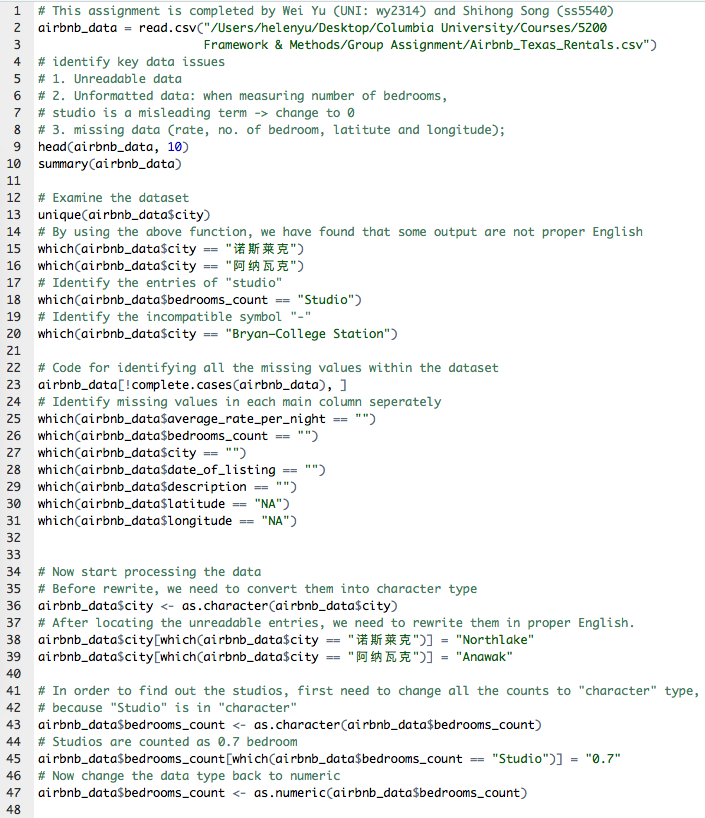 1 # This assignment is completed by Wei Yu (UNI: wy2314) and Shihong Song (ss5540)
2 airbnb_data = read.csv("/Users/helenyu/Desktop/Columbia University/Courses/5200
3 Framework & Methods/Group Assignment/Airbnb_Texas_Rentals.csv")
4 # identify key data issues
5 # 1. Unreadable data
6 # 2. Unformatted data: when measuring number of bedrooms,
7 # studio is a misleading term -> change to 0
8 # 3. missing data (rate, no. of bedroom, latitute and longitude);
9 head(airbnb_data, 10)
10 summary(airbnb_data)
11
12 # Examine the dataset
13 unique(airbnb_data$city)
14 # By using the above function, we have found that some output are not proper English
15 which(airbnb_data$city == "诺斯莱克")
16 which(airbnb_data$city == "阿纳瓦克")
17 # Identify the entries of "studio"
18 which(airbnb_data$bedrooms_count == "Studio")
19 # Identify the incompatible symbol "-"
20 which(airbnb_data$city == "Bryan–College Station")
21
22 # Code for identifying all the missing values within the dataset
23 airbnb_data[!complete.cases(airbnb_data), ]
24 # Identify missing values in each main column seperately
25 which(airbnb_data$average_rate_per_night == "")
26 which(airbnb_data$bedrooms_count == "")
27 which(airbnb_data$city == "")
28 which(airbnb_data$date_of_listing == "")
29 which(airbnb_data$description == "")
30 which(airbnb_data$latitude == "NA")
31 which(airbnb_data$longitude == "NA")
32
33
34 # Now start processing the data
35 # Before rewrite, we need to convert them into character type
36 airbnb_data$city <- as.character(airbnb_data$city)
37 # After locating the unreadable entries, we need to rewrite them in proper English.
38 airbnb_data$city[which(airbnb_data$city == "诺斯莱克")] = "Northlake"
39 airbnb_data$city[which(airbnb_data$city == "阿纳瓦克")] = "Anawak"
40
41 # In order to find out the studios, first need to change all the counts to "character" type,
42 # because "Studio" is in "character"
43 airbnb_data$bedrooms_count <- as.character(airbnb_data$bedrooms_count)
44 # Studios are counted as 0.7 bedroom
45 airbnb_data$bedrooms_count[which(airbnb_data$bedrooms_count == "Studio")] = "0.7"
46 # Now change the data type back to numeric
47 airbnb_data$bedrooms_count <- as.numeric(airbnb_data$bedrooms_count)
48